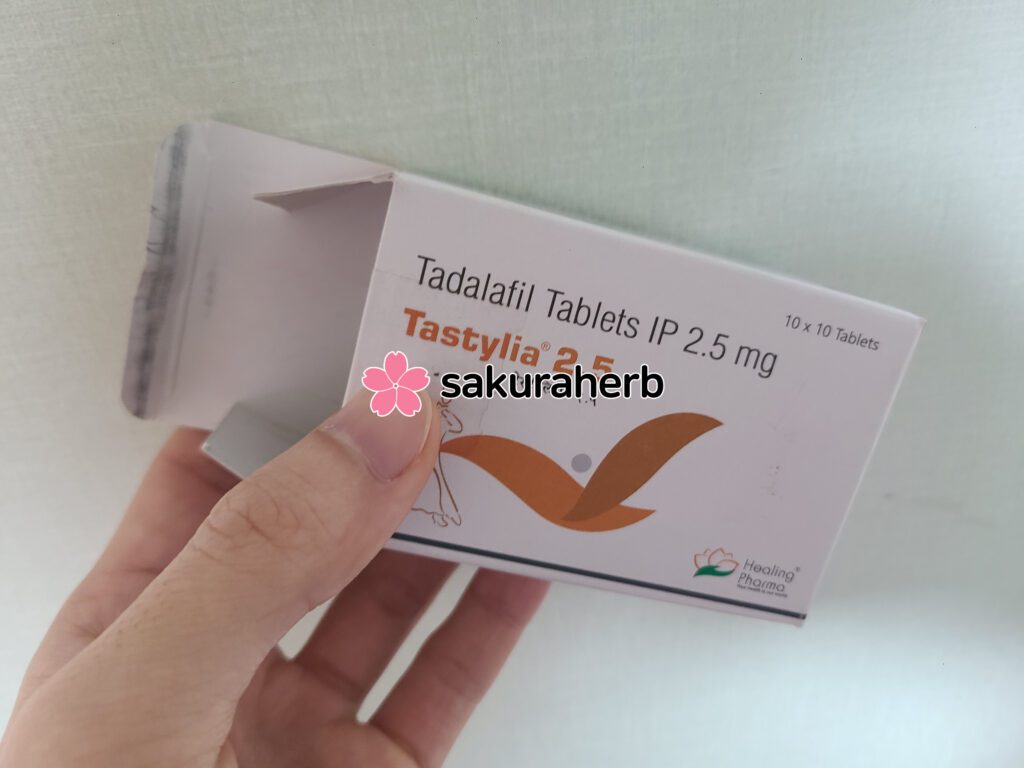 Tadalafil Tablets IP 2.5 mg
10 x 10 Tablets
Tastylia® 2.5
sakuraherb
Healing®
Pharma